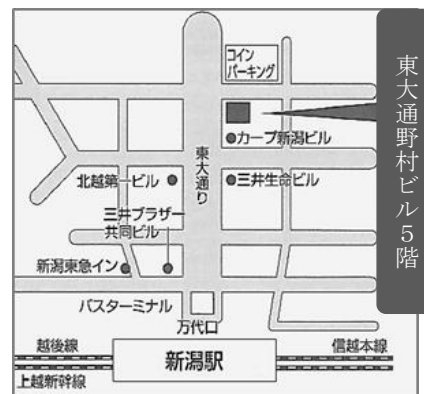 コイン
パーキング
東大通野村ビル5階
カープ新潟ビル
東大通り
北越第一ビル
三井生命ビル
三井ブラザー
共同ビル
新潟東急イン
バスターミナル
万代口
越後線
新潟駅
信越本線
上越新幹線